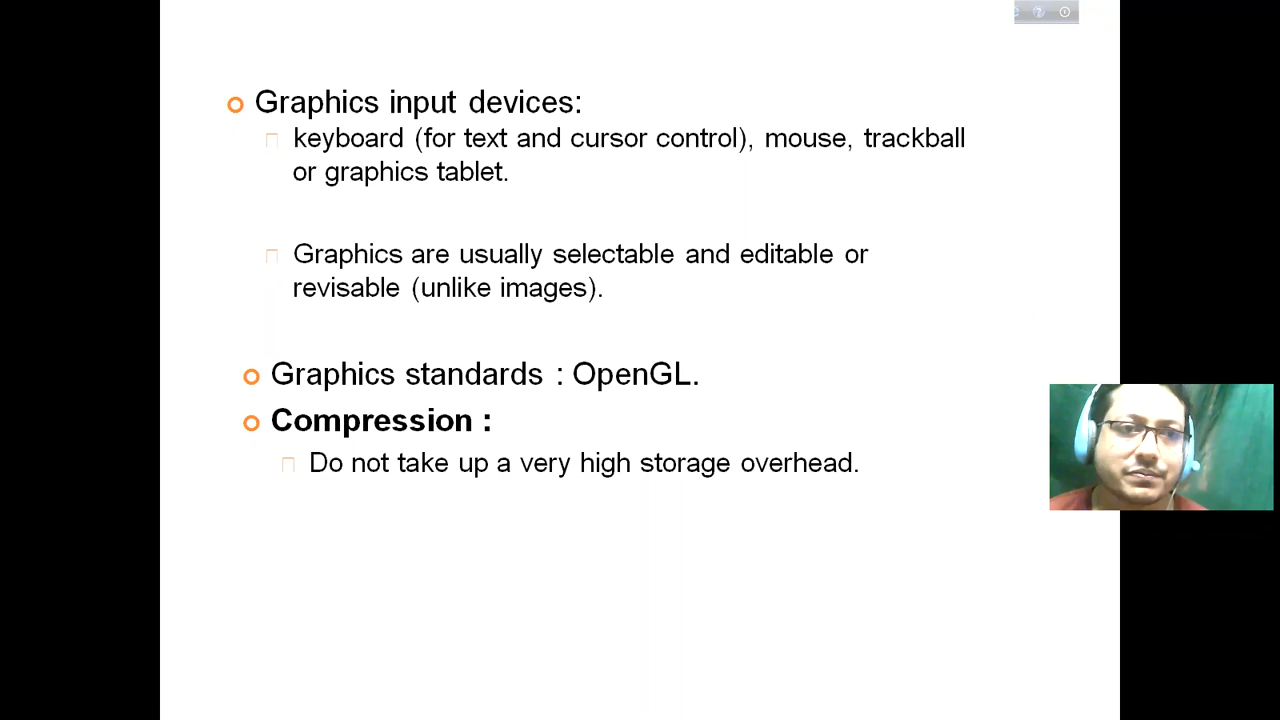 Graphics input devices:
keyboard (for text and cursor control), mouse, trackball
or graphics tablet.
Graphics are usually selectable and editable or
revisable (unlike images).
Graphics standards : OpenGL.
Compression :
Do not take up a very high storage overhead.